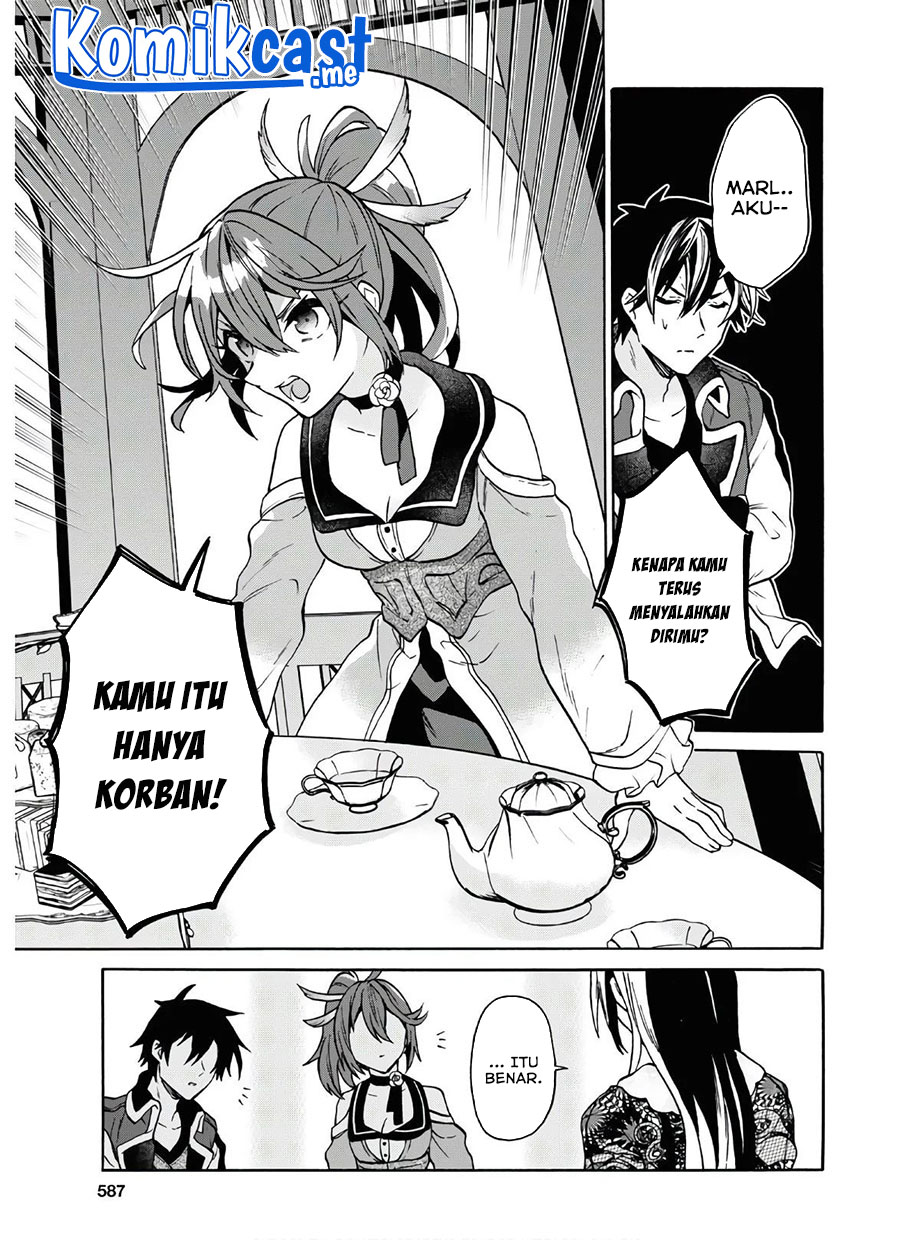 Komikcast
.me
MARL..
AKU--
KENAPA KAMU
TERUS
MENYALAHKAN
DIRIMU?
KAMU ITU
HANYA
KORBAN!
... ITU
BENAR.
587